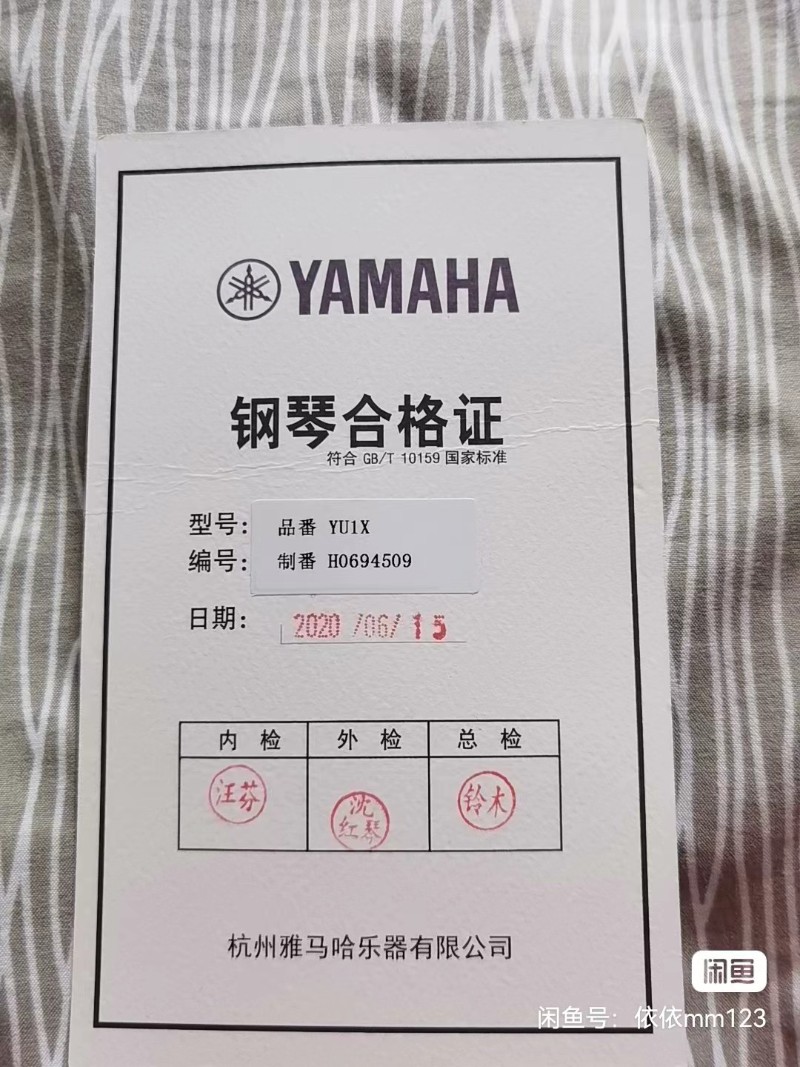 YAMAHA
钢琴合格证
符合 GB/T 10159 国家标准
型号: 品番 YU1X
编号: 制番 H0694509
日期: 2020 /06/ 15
内 检 外 检 总 检
汪芬 沈红琴 铃木
杭州雅马哈乐器有限公司
闲鱼
闲鱼号：依依mm123